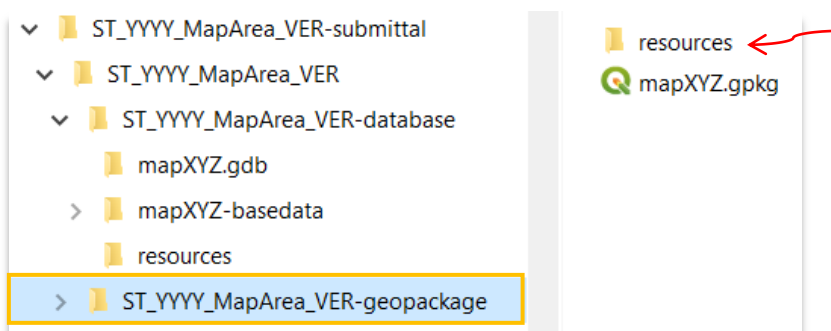 ST_YYYY_MapArea_VER-submittal
ST_YYYY_MapArea_VER
ST_YYYY_MapArea_VER-database
mapXYZ.gdb
mapXYZ-basedata
resources
ST_YYYY_MapArea_VER-geopackage
resources
mapXYZ.gpkg